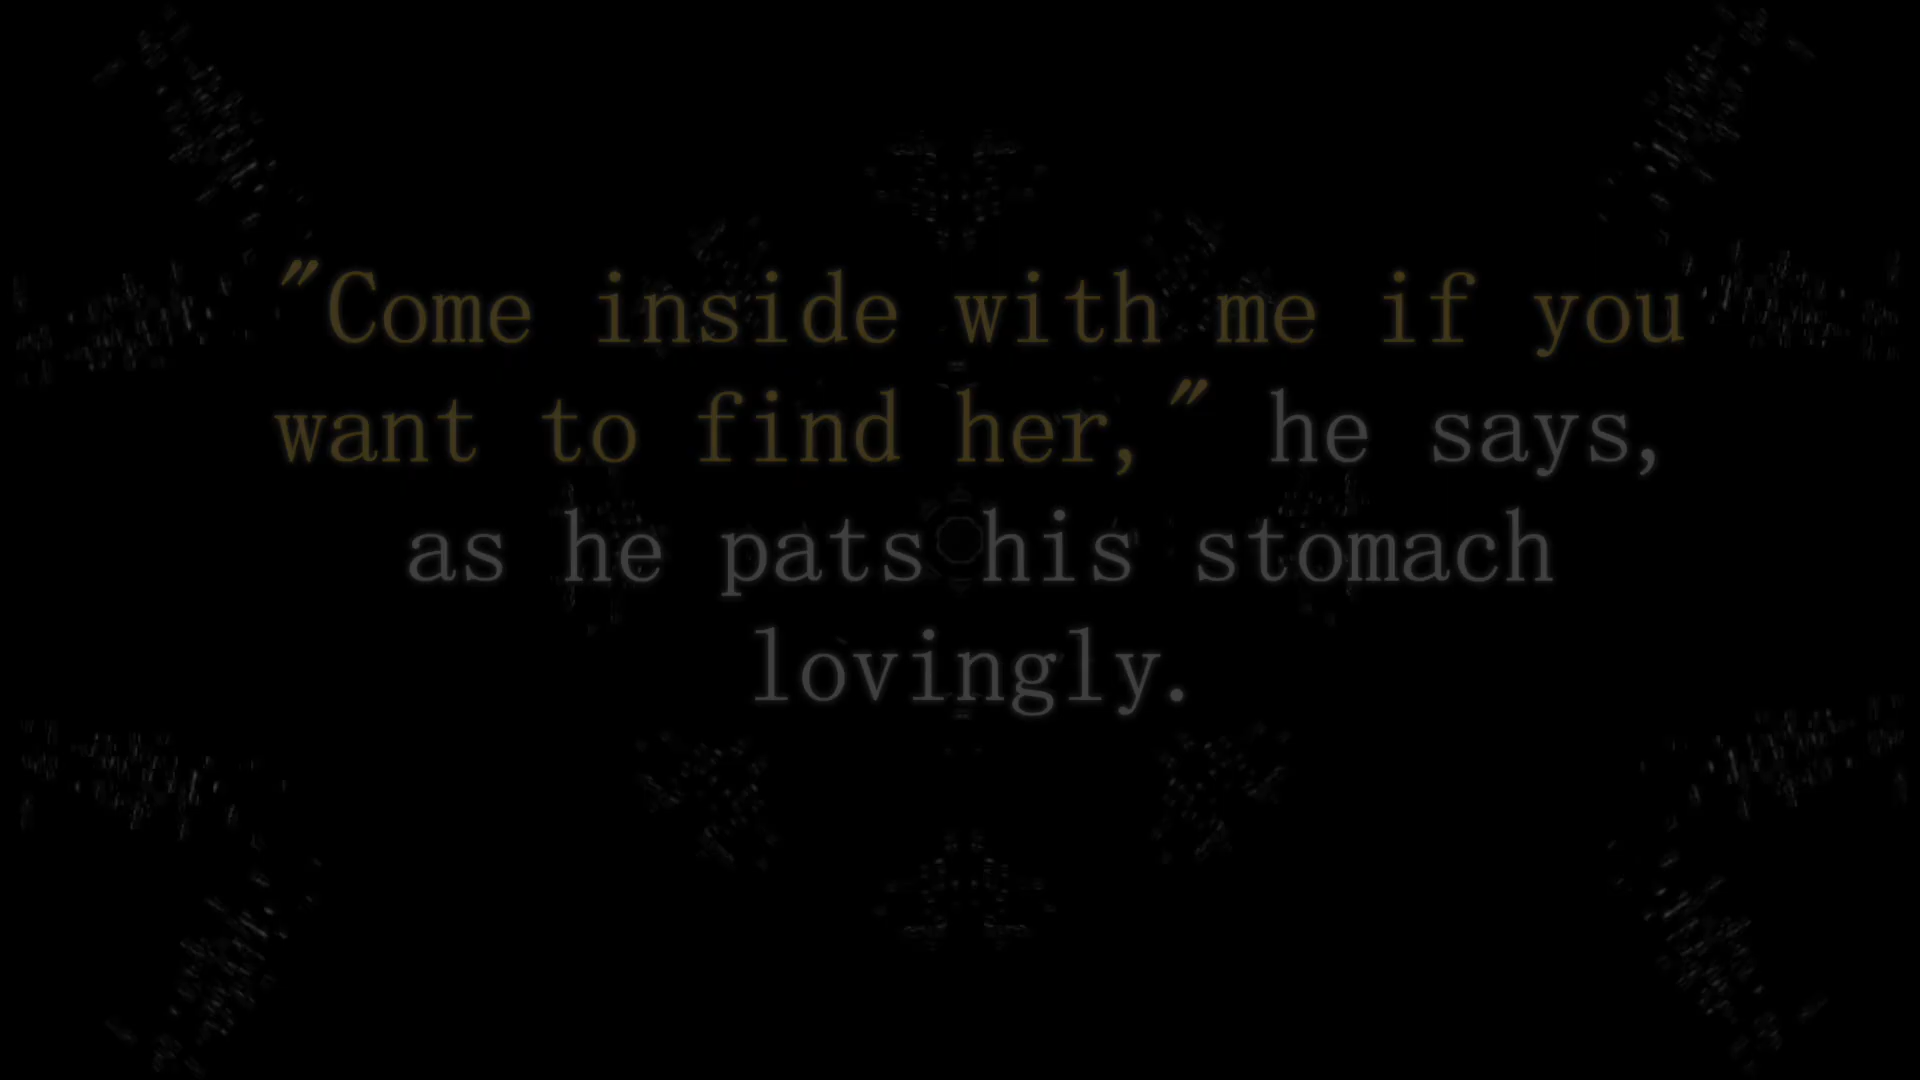 "Come inside with me if you
want to find her," he says,
as he pats his stomach
lovingly.